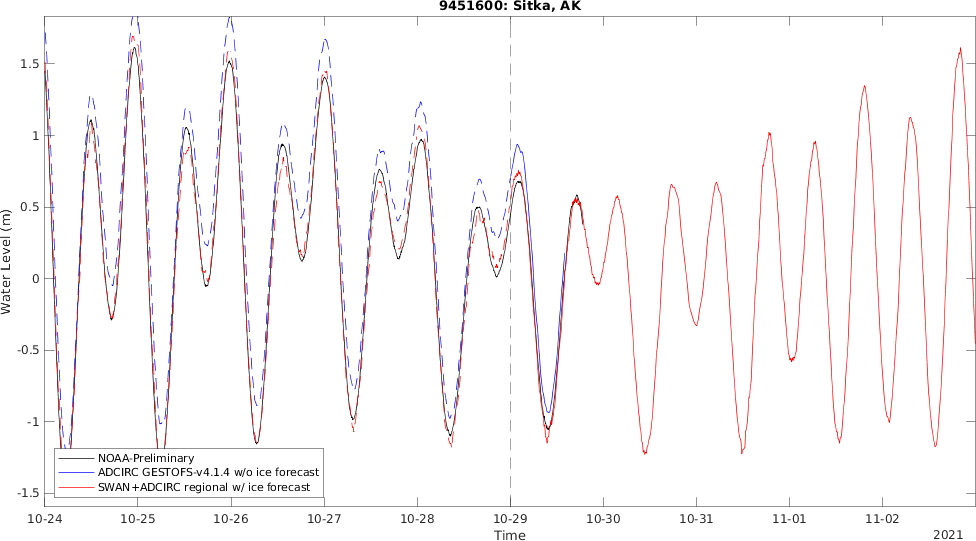 9451600: Sitka, AK
1.5
1
0.5
0
-0.5
-1
-1.5
Water Level (m)
NOAA-Preliminary
ADCIRC GESTOFS-v4.1.4 w/o ice forecast
SWAN+ADCIRC regional w/ ice forecast
10-24 10-25 10-26 10-27 10-28 10-29 10-30 10-31 11-01 11-02
Time
2021